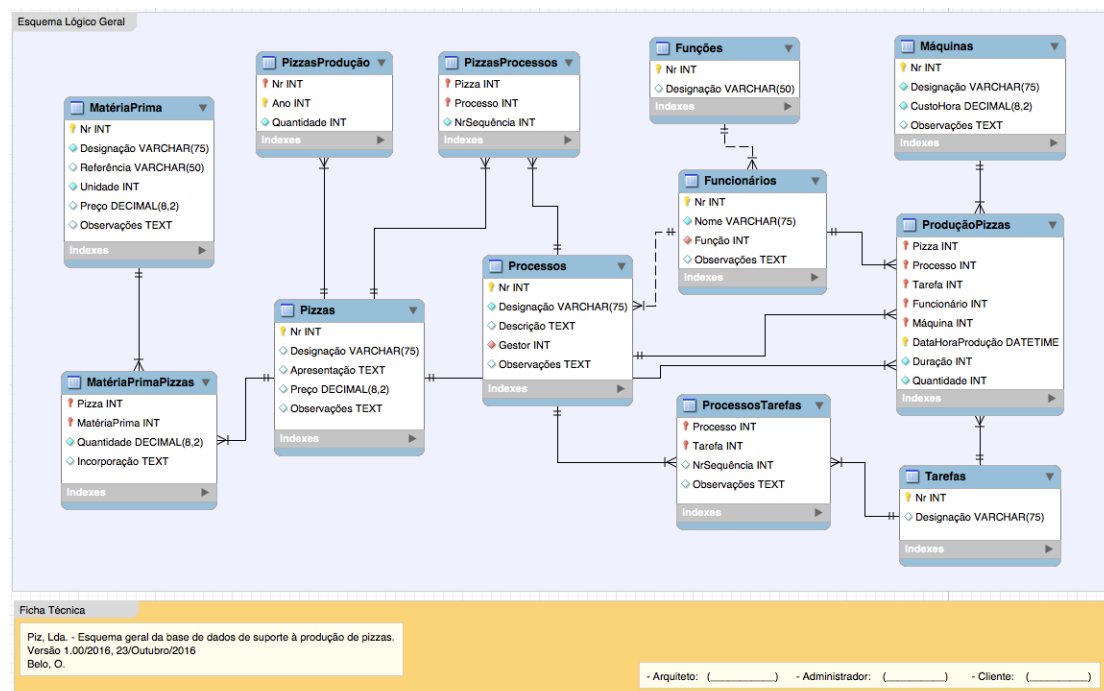 Esquema Lógico Geral
PizzasProdução
Nr INT
Ano INT
Quantidade INT
Indexes
PizzasProcessos
Pizza INT
Processo INT
NrSequência INT
Indexes
Funções
Nr INT
Designação VARCHAR(50)
Indexes
Máquinas
Nr INT
Designação VARCHAR(75)
CustoHora DECIMAL(8,2)
Observações TEXT
Indexes
MatériaPrima
Nr INT
Designação VARCHAR(75)
Referência VARCHAR(50)
Unidade INT
Preço DECIMAL(8,2)
Observações TEXT
Indexes
Funcionários
Nr INT
Nome VARCHAR(75)
Função INT
Observações TEXT
Indexes
ProduçãoPizzas
Pizza INT
Processo INT
Tarefa INT
Funcionário INT
Máquina INT
DataHoraProdução DATETIME
Duração INT
Quantidade INT
Indexes
Processos
Nr INT
Designação VARCHAR(75)
Descrição TEXT
Gestor INT
Observações TEXT
Indexes
Pizzas
Nr INT
Designação VARCHAR(75)
Apresentação TEXT
Preço DECIMAL(8,2)
Observações TEXT
Indexes
MatériaPrimaPizzas
Pizza INT
MatériaPrima INT
Quantidade DECIMAL(8,2)
Incorporação TEXT
Indexes
ProcessosTarefas
Processo INT
Tarefa INT
NrSequência INT
Observações TEXT
Indexes
Tarefas
Nr INT
Designação VARCHAR(75)
Indexes
Ficha Técnica
Piz, Lda. - Esquema geral da base de dados de suporte à produção de pizzas.
Versão 1.00/2016, 23/Outubro/2016
Belo, O.
- Arquiteto: (___________) - Administrador: (__________) - Cliente: (__________)